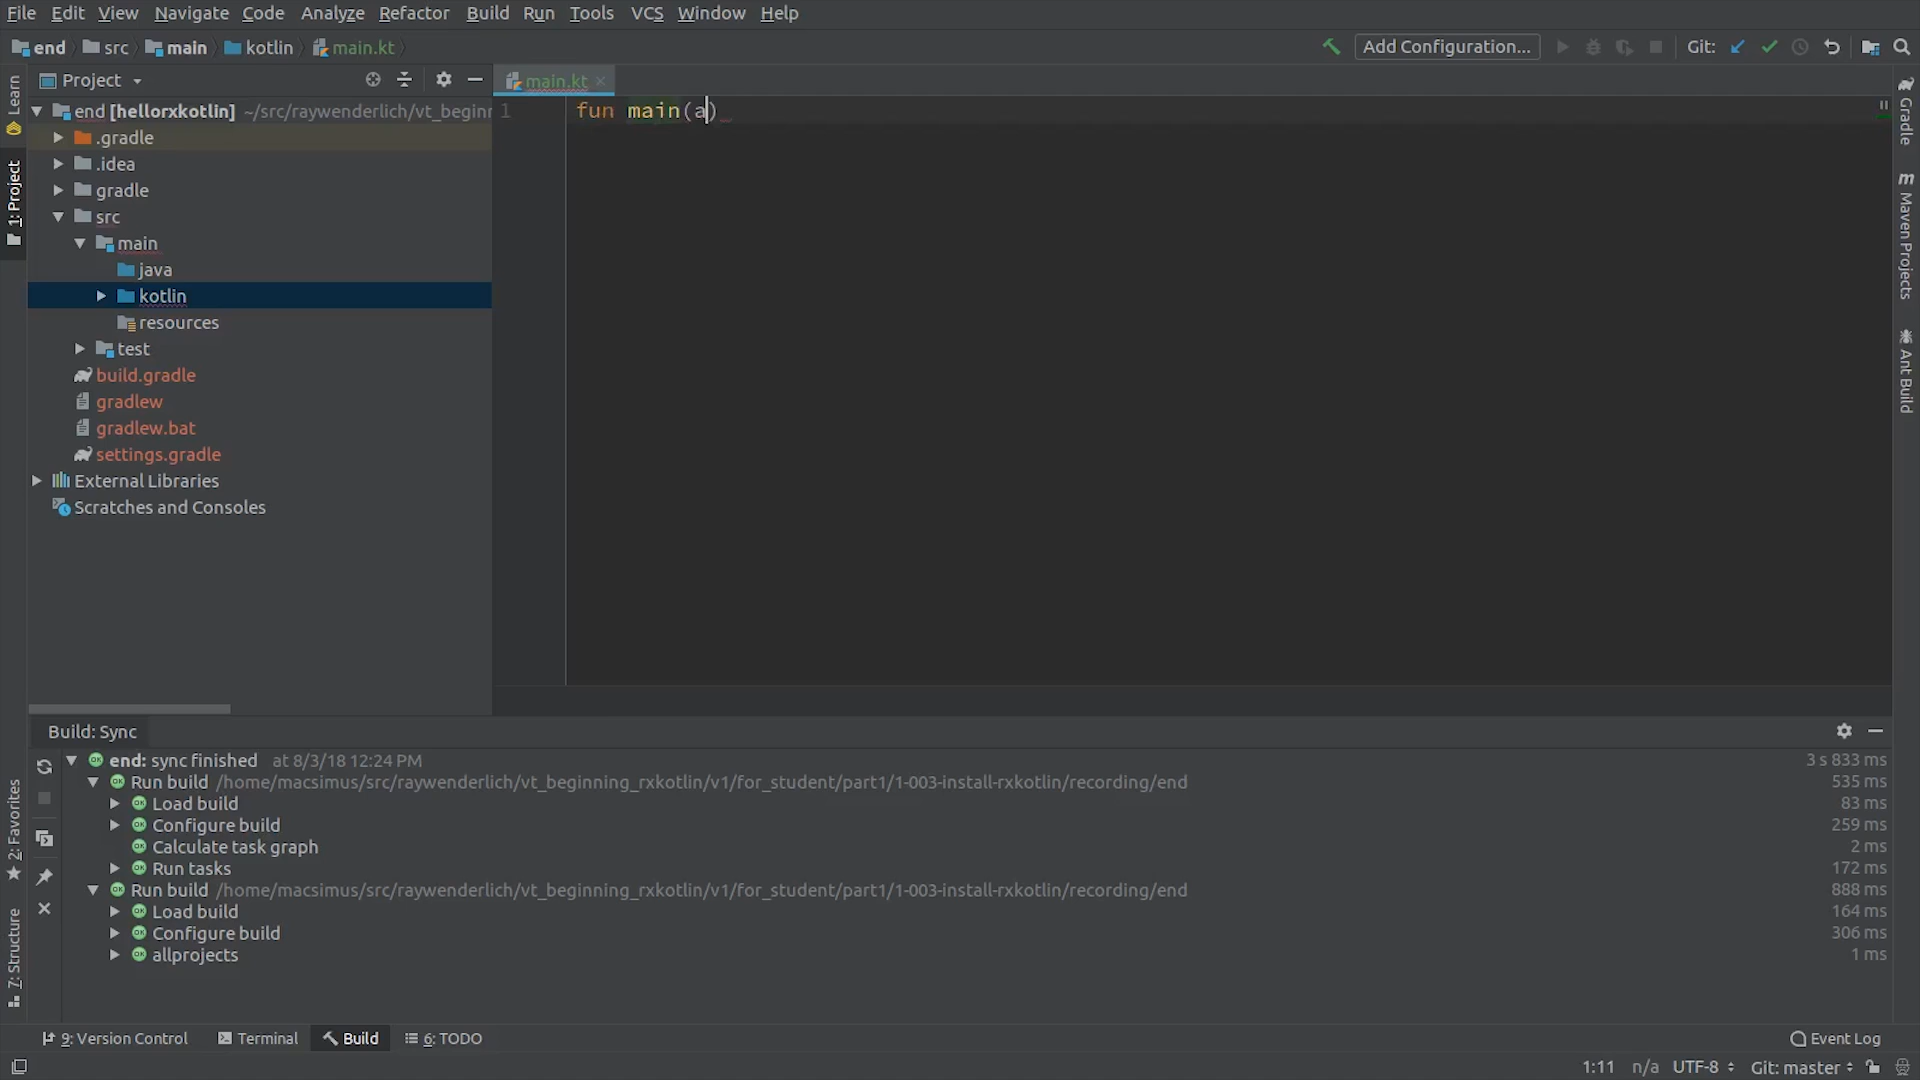 File Edit View Navigate Code Analyze Refactor Build Run Tools VCS Window Help
end src main kotlin main.kt Add Configuration... Git:
Learn
Project
main.kt
Gradle
1: Project
Maven Projects
Ant Build
end [hellorxkotlin] ~/src/raywenderlich/vt_beginn
.gradle
.idea
gradle
src
main
java
kotlin
resources
test
build.gradle
gradlew
gradlew.bat
settings.gradle
External Libraries
Scratches and Consoles
1 fun main(a)
Build: Sync
2: Favorites
7: Structure
end: sync finished at 8/3/18 12:24 PM 3 s 833 ms
Run build /home/macsimus/src/raywenderlich/vt_beginning_rxkotlin/v1/for_student/part1/1-003-install-rxkotlin/recording/end 535 ms
Load build 83 ms
Configure build 259 ms
Calculate task graph 2 ms
Run tasks 172 ms
Run build /home/macsimus/src/raywenderlich/vt_beginning_rxkotlin/v1/for_student/part1/1-003-install-rxkotlin/recording/end 888 ms
Load build 164 ms
Configure build 306 ms
allprojects 1 ms
9: Version Control Terminal Build 6: TODO Event Log
1:11 n/a UTF-8 Git: master